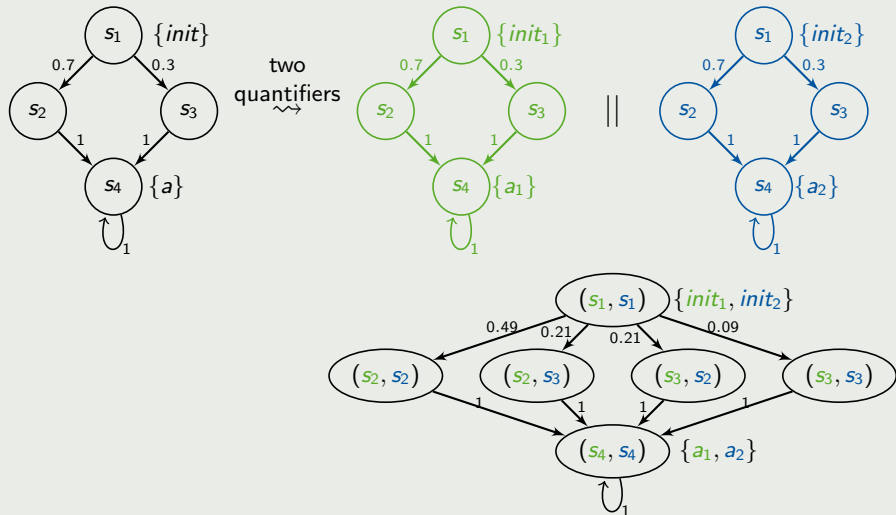 s1 {init} s1 {init1} s1 {init2}
0.7 0.3 two 0.7 0.3 0.7 0.3
quantifiers
s2 s3 ⇝ s2 s3 || s2 s3
1 1 1 1 1 1
s4 {a} s4 {a1} s4 {a2}
1 1 1
(s1, s1) {init1, init2}
0.49 0.21 0.21 0.09
(s2, s2) (s2, s3) (s3, s2) (s3, s3)
1 1 1 1
(s4, s4) {a1, a2}
1